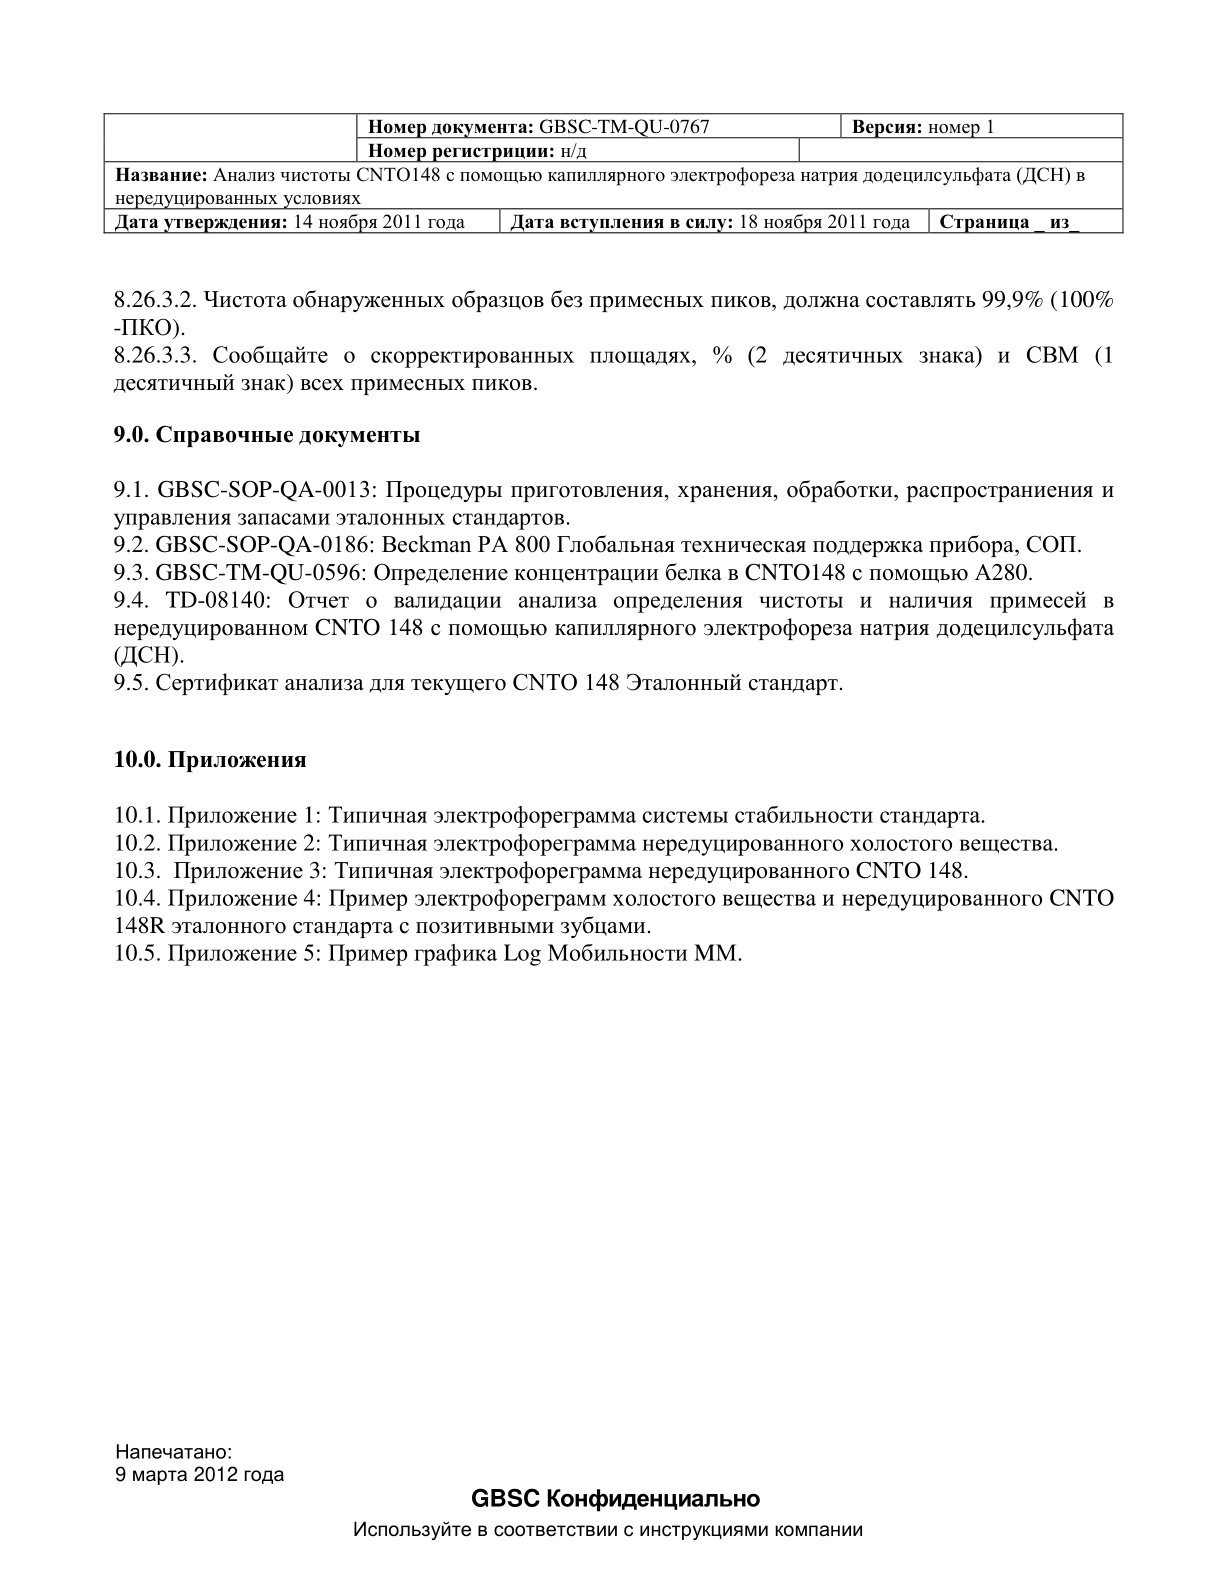 Номер документа: GBSC-TM-QU-0767
Версия: номер 1
Номер регистриции: н/д
Название: Анализ чистоты CNTO148 с помощью капиллярного электрофореза натрия додецилсульфата (ДСН) в
нередуцированных условиях
Дата утверждения: 14 ноября 2011 года
Дата вступления в силу: 18 ноября 2011 года
Страница _ из_
8.26.3.2. Чистота обнаруженных образцов без примесных пиков, должна составлять 99,9% (100%
-ПКО).
8.26.3.3. Сообщайте о скорректированных площадях, % (2 десятичных знака) и СВМ (1
десятичный знак) всех примесных пиков.
9.0. Справочные документы
9.1. GBSC-SOP-QA-0013: Процедуры приготовления, хранения, обработки, распространиения и
управления запасами эталонных стандартов.
9.2. GBSC-SOP-QA-0186: Beckman PA 800 Глобальная техническая поддержка прибора, СОП.
9.3. GBSC-TM-QU-0596: Определение концентрации белка в CNTO148 с помощью А280.
9.4. TD-08140: Отчет о валидации анализа определения чистоты и наличия примесей в
нередуцированном CNTO 148 с помощью капиллярного электрофореза натрия додецилсульфата
(ДСН).
9.5. Сертификат анализа для текущего CNTO 148 Эталонный стандарт.
10.0. Приложения
10.1. Приложение 1: Типичная электрофореграмма системы стабильности стандарта.
10.2. Приложение 2: Типичная электрофореграмма нередуцированного холостого вещества.
10.3. Приложение 3: Типичная электрофореграмма нередуцированного CNTO 148.
10.4. Приложение 4: Пример электрофореграмм холостого вещества и нередуцированного CNTO
148R эталонного стандарта с позитивными зубцами.
10.5. Приложение 5: Пример графика Log Мобильности ММ.
Напечатано:
9 марта 2012 года
GBSC Конфиденциально
Используйте в соответствии с инструкциями компании